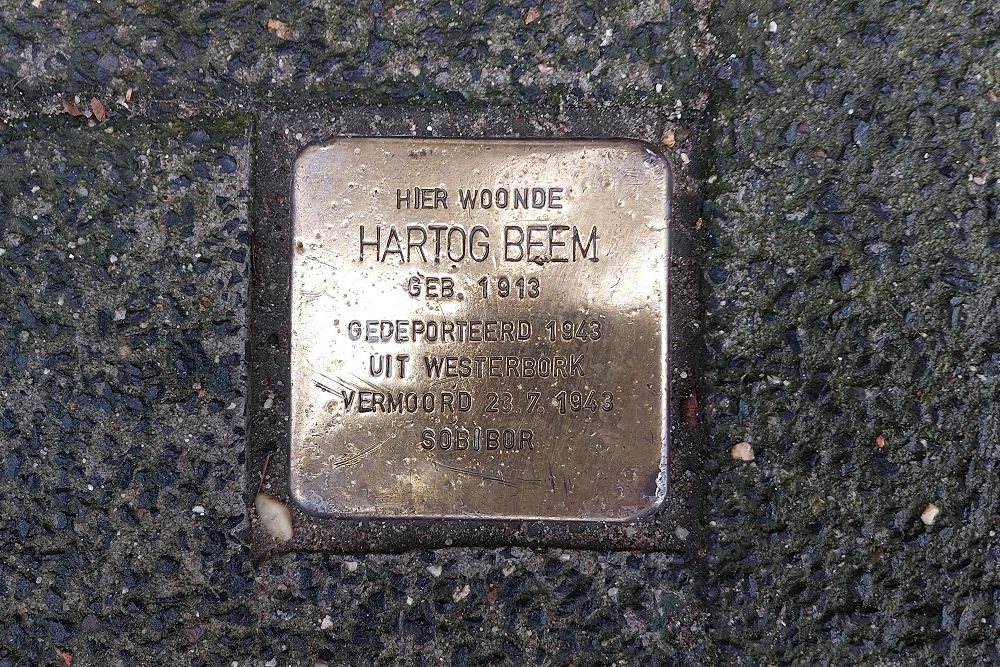 HIER WOONDE
HARTOG BEEM
GEB. 1913
GEDEPORTEERD 1943
UIT WESTERBORK
VERMOORD 23.7.1943
SOBIBOR